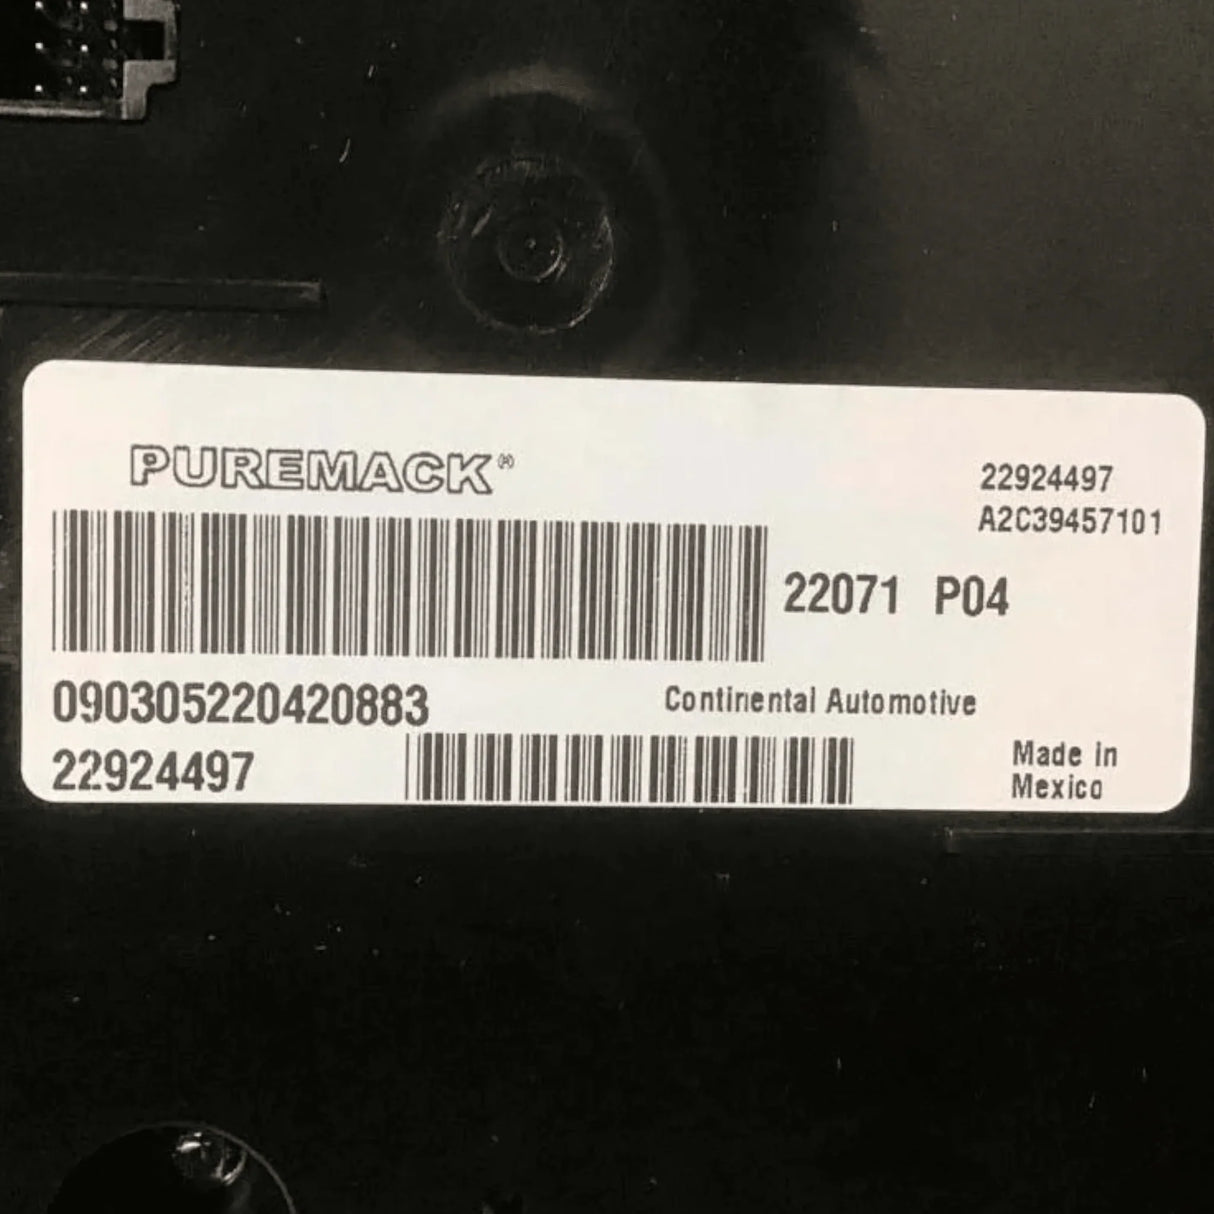 PUREMACK®
22924497
A2C39457101
22071 P04
090305220420883
Continental Automotive
22924497
Made in
Mexico